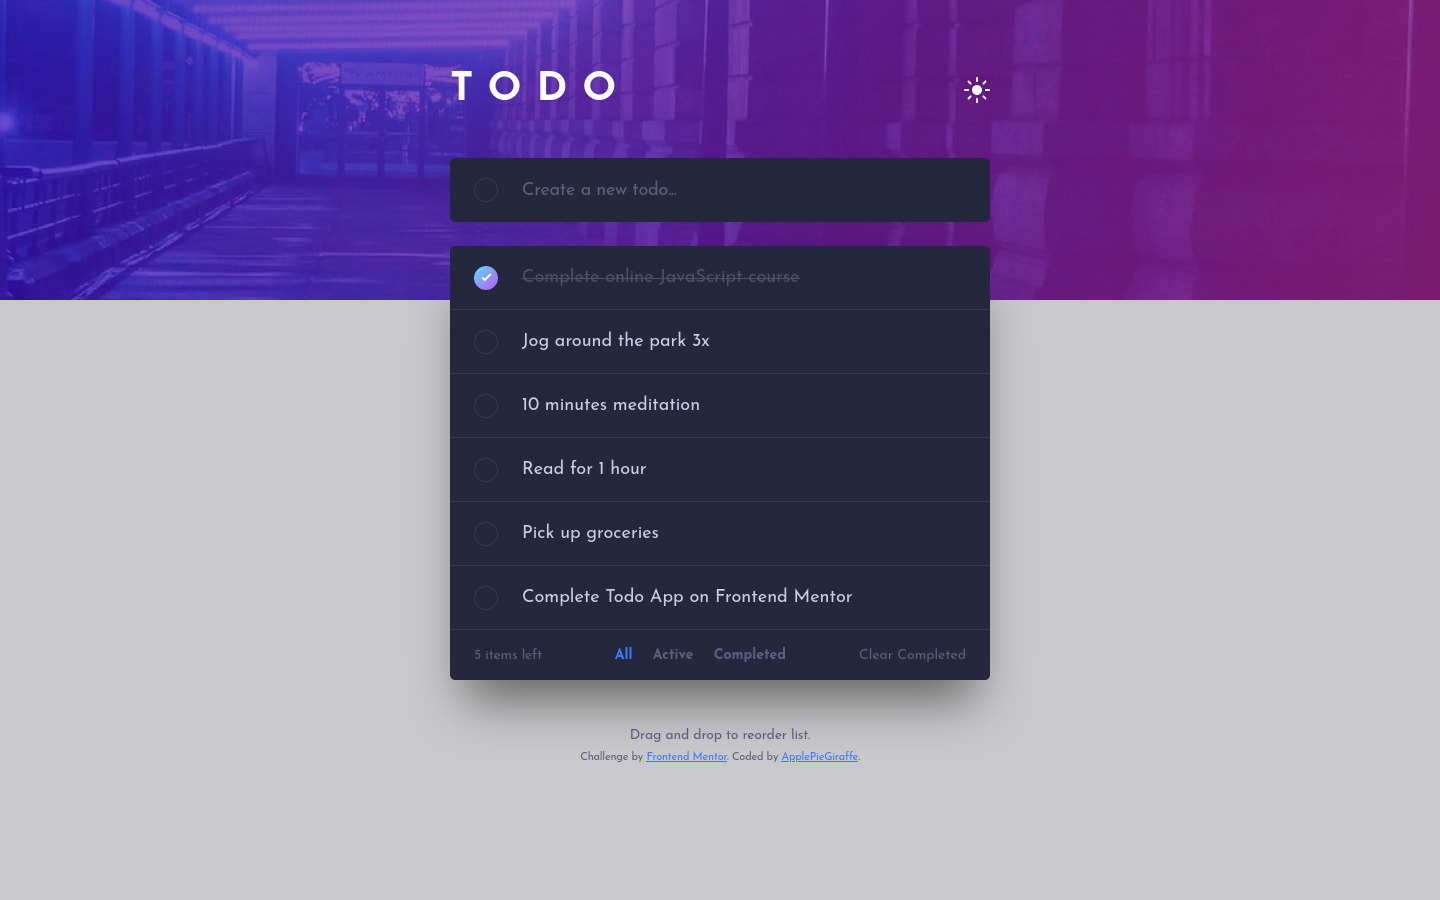 TODO
Create a new todo...
Complete online JavaScript course
Jog around the park 3x
10 minutes meditation
Read for 1 hour
Pick up groceries
Complete Todo App on Frontend Mentor
5 items left All Active Completed Clear Completed
Drag and drop to reorder list.
Challenge by Frontend Mentor. Coded by ApplePieGiraffe.